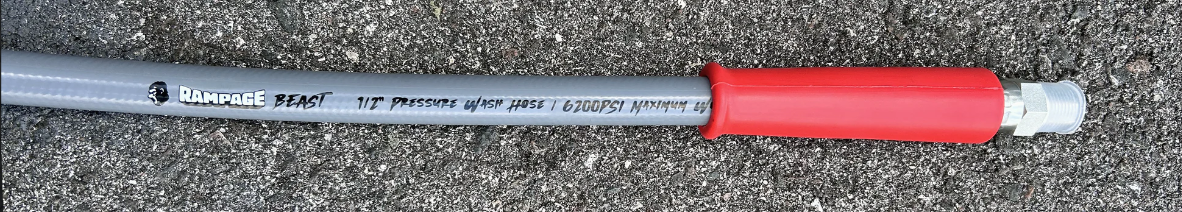 RAMPAGE BEAST 1/2" PRESSURE WASH HOSE / 6200PSI MAXIMUM W